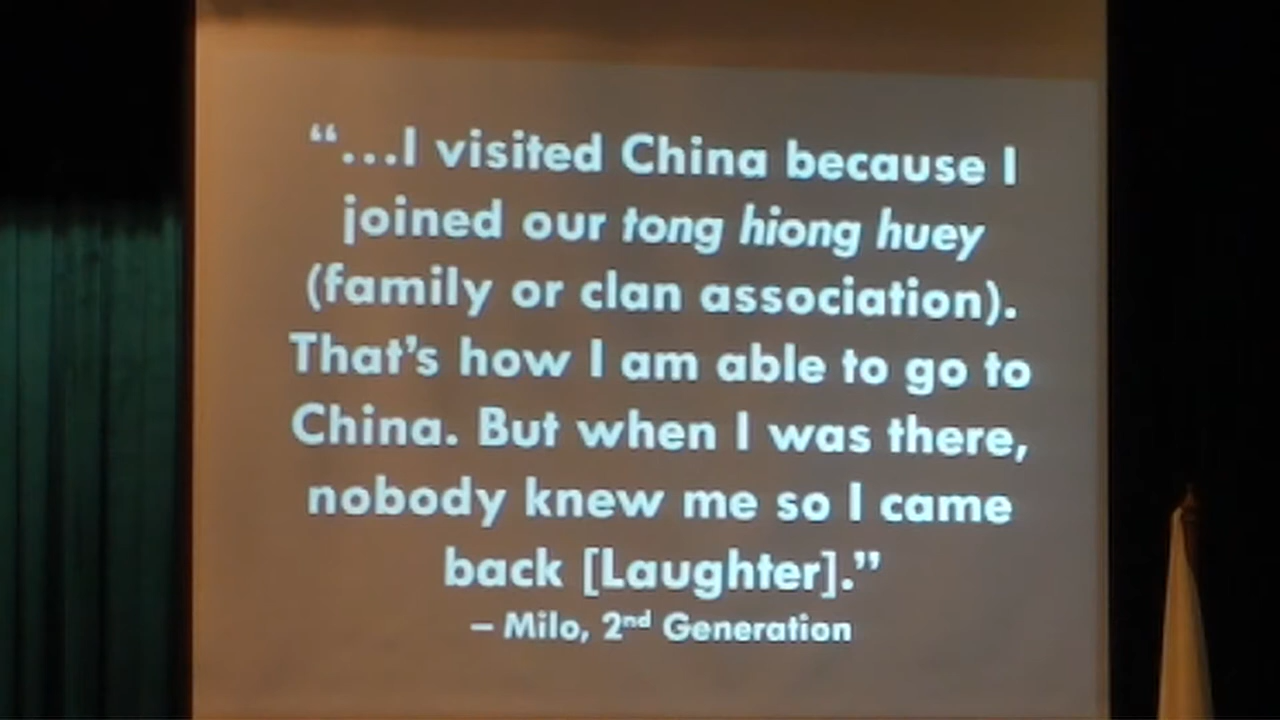 “...I visited China because I
joined our tong hiong huey
(family or clan association).
That’s how I am able to go to
China. But when I was there,
nobody knew me so I came
back [Laughter].”
– Milo, 2nd Generation